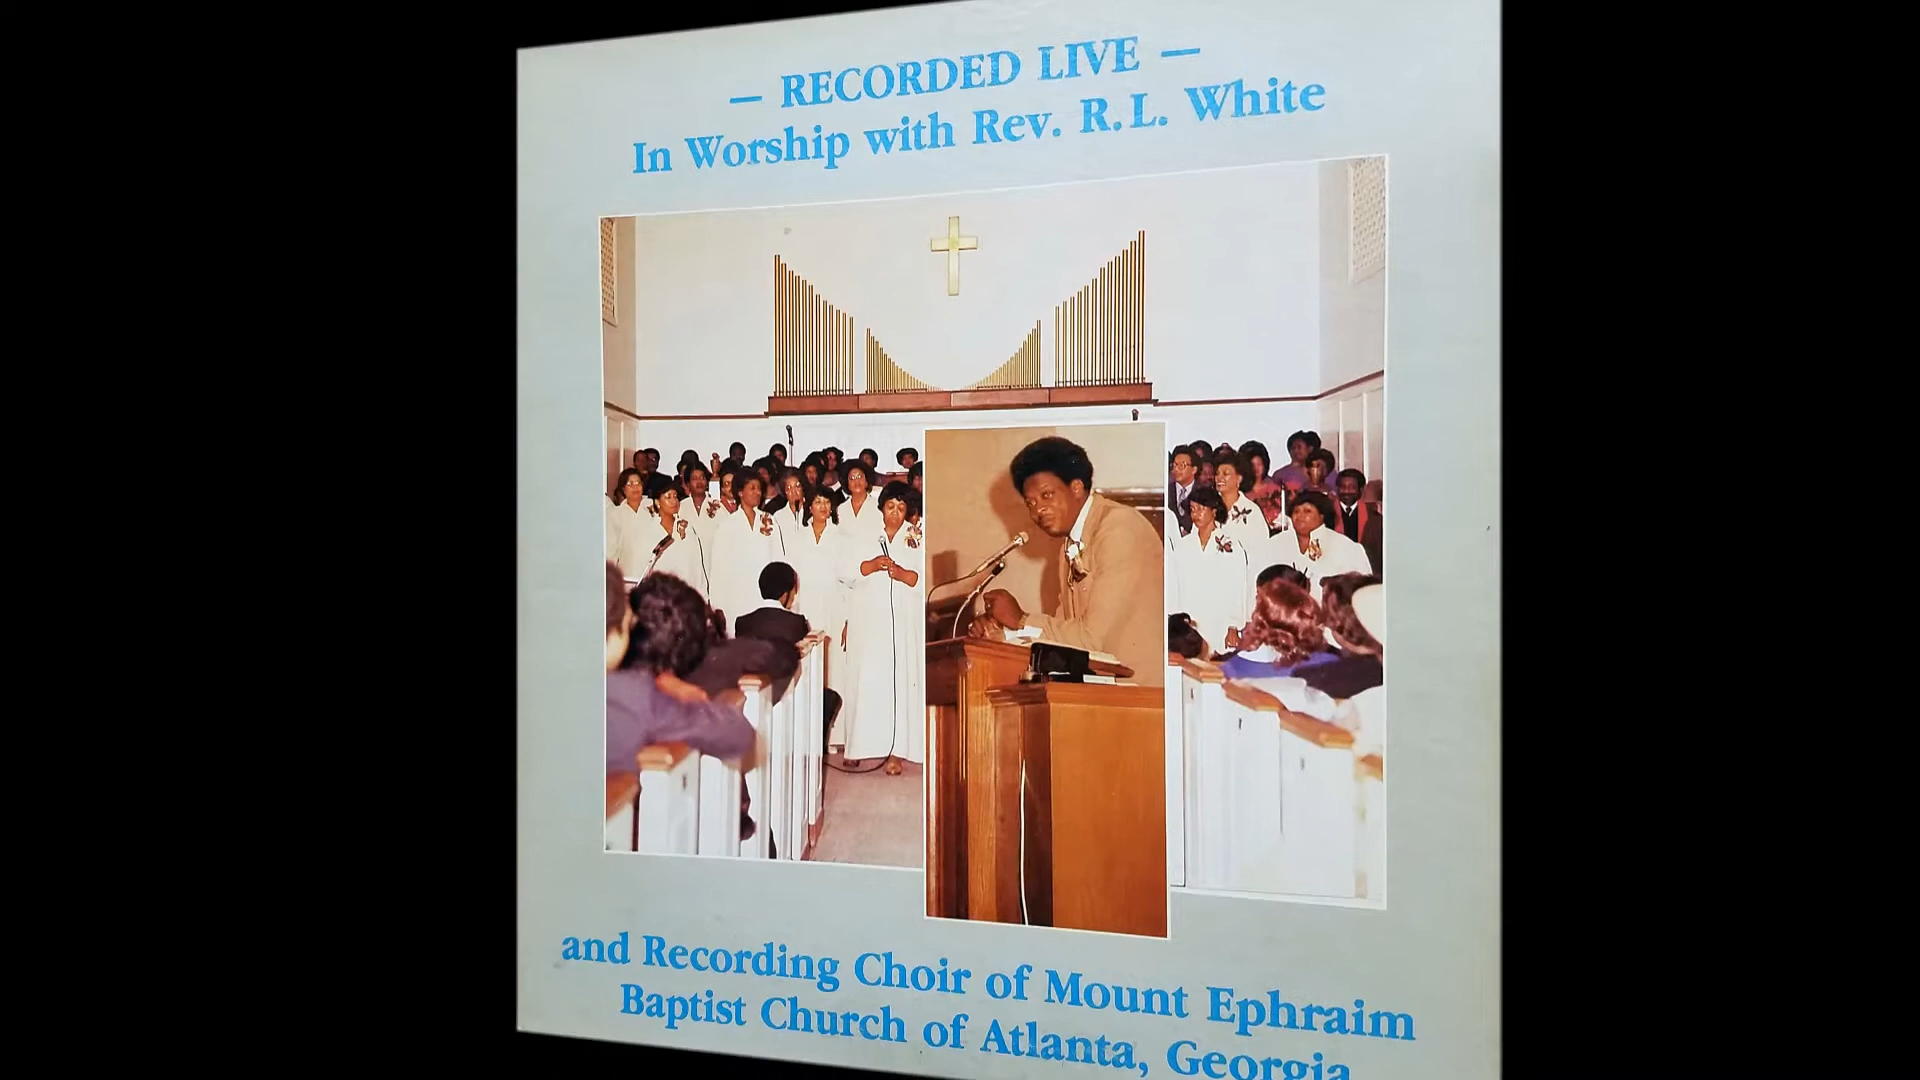 — RECORDED LIVE —
In Worship with Rev. R.L. White
and Recording Choir of Mount Ephraim
Baptist Church of Atlanta, Georgia